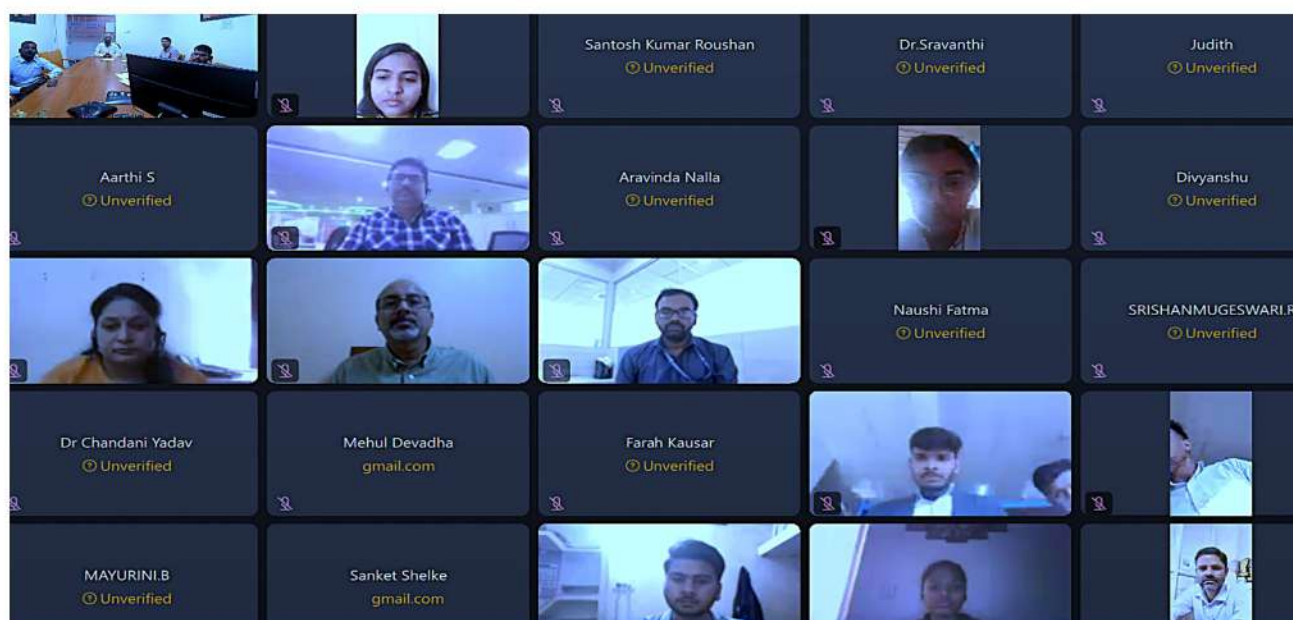 Santosh Kumar Roushan
Unverified
Dr.Sravanthi
Unverified
Judith
Unverified
Aarthi S
Unverified
Aravinda Nalla
Unverified
Divyanshu
Unverified
Naushi Fatma
Unverified
SRISHANMUGESWARI.R
Unverified
Dr Chandani Yadav
Unverified
Mehul Devadha
gmail.com
Farah Kausar
Unverified
MAYURINI.B
Unverified
Sanket Shelke
gmail.com